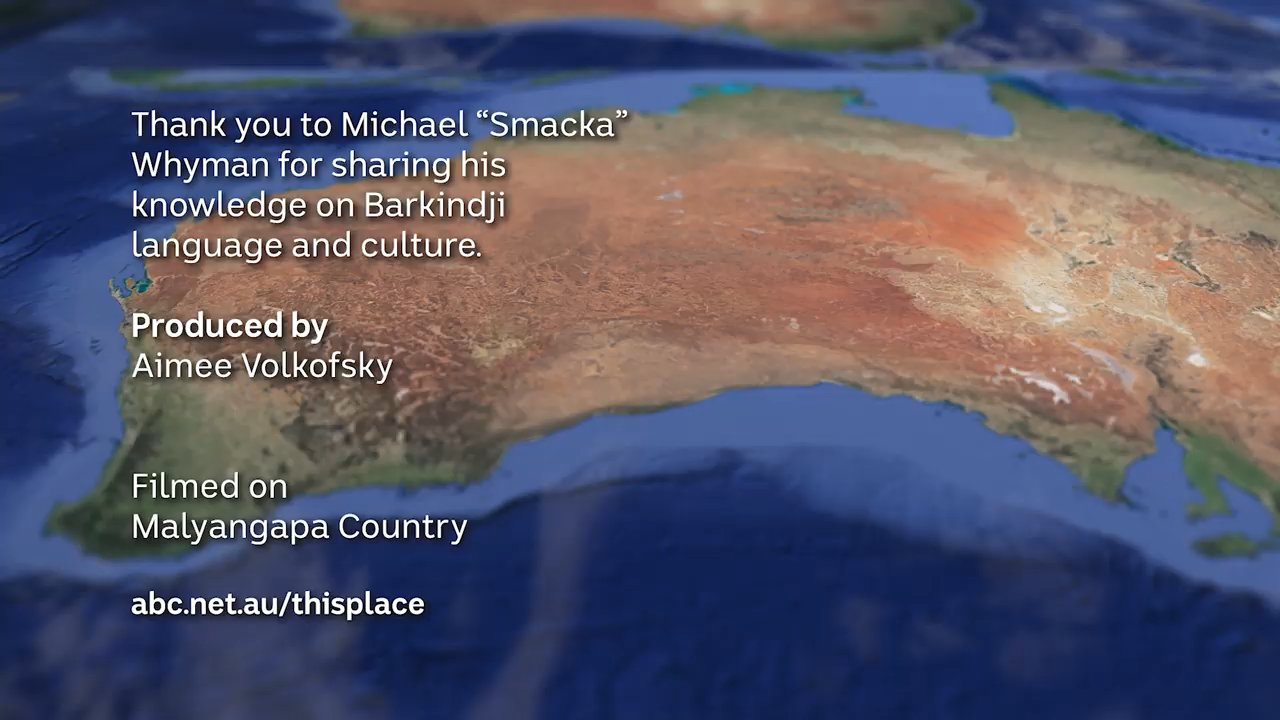 Thank you to Michael “Smacka”
Whyman for sharing his
knowledge on Barkindji
language and culture.
Produced by
Aimee Volkofsky
Filmed on
Malyangapa Country
abc.net.au/thisplace